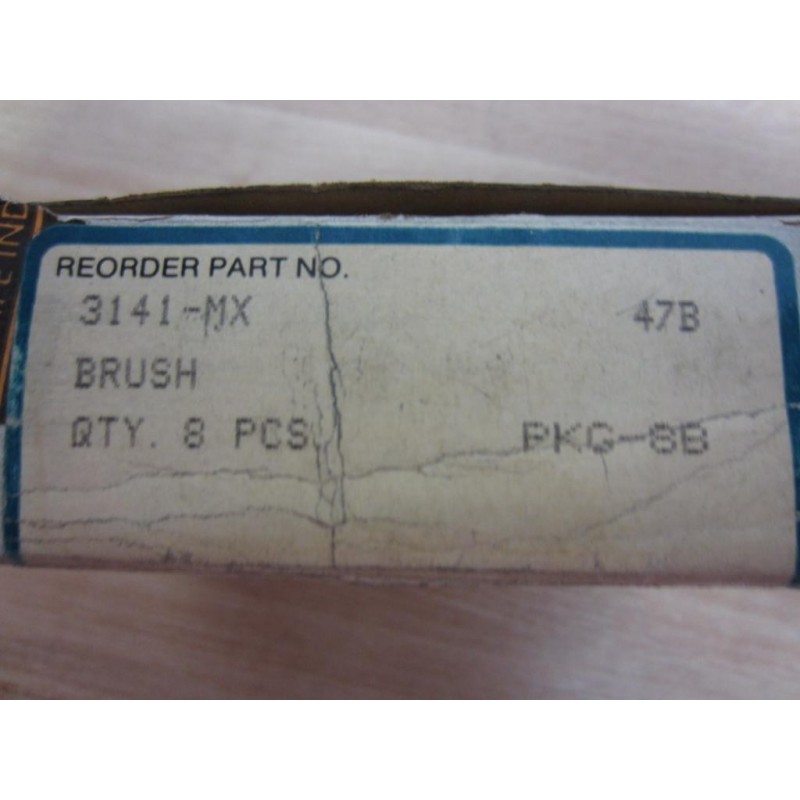 REORDER PART NO.
3141-MX 47B
BRUSH
QTY. 8 PCS. PKG-8B